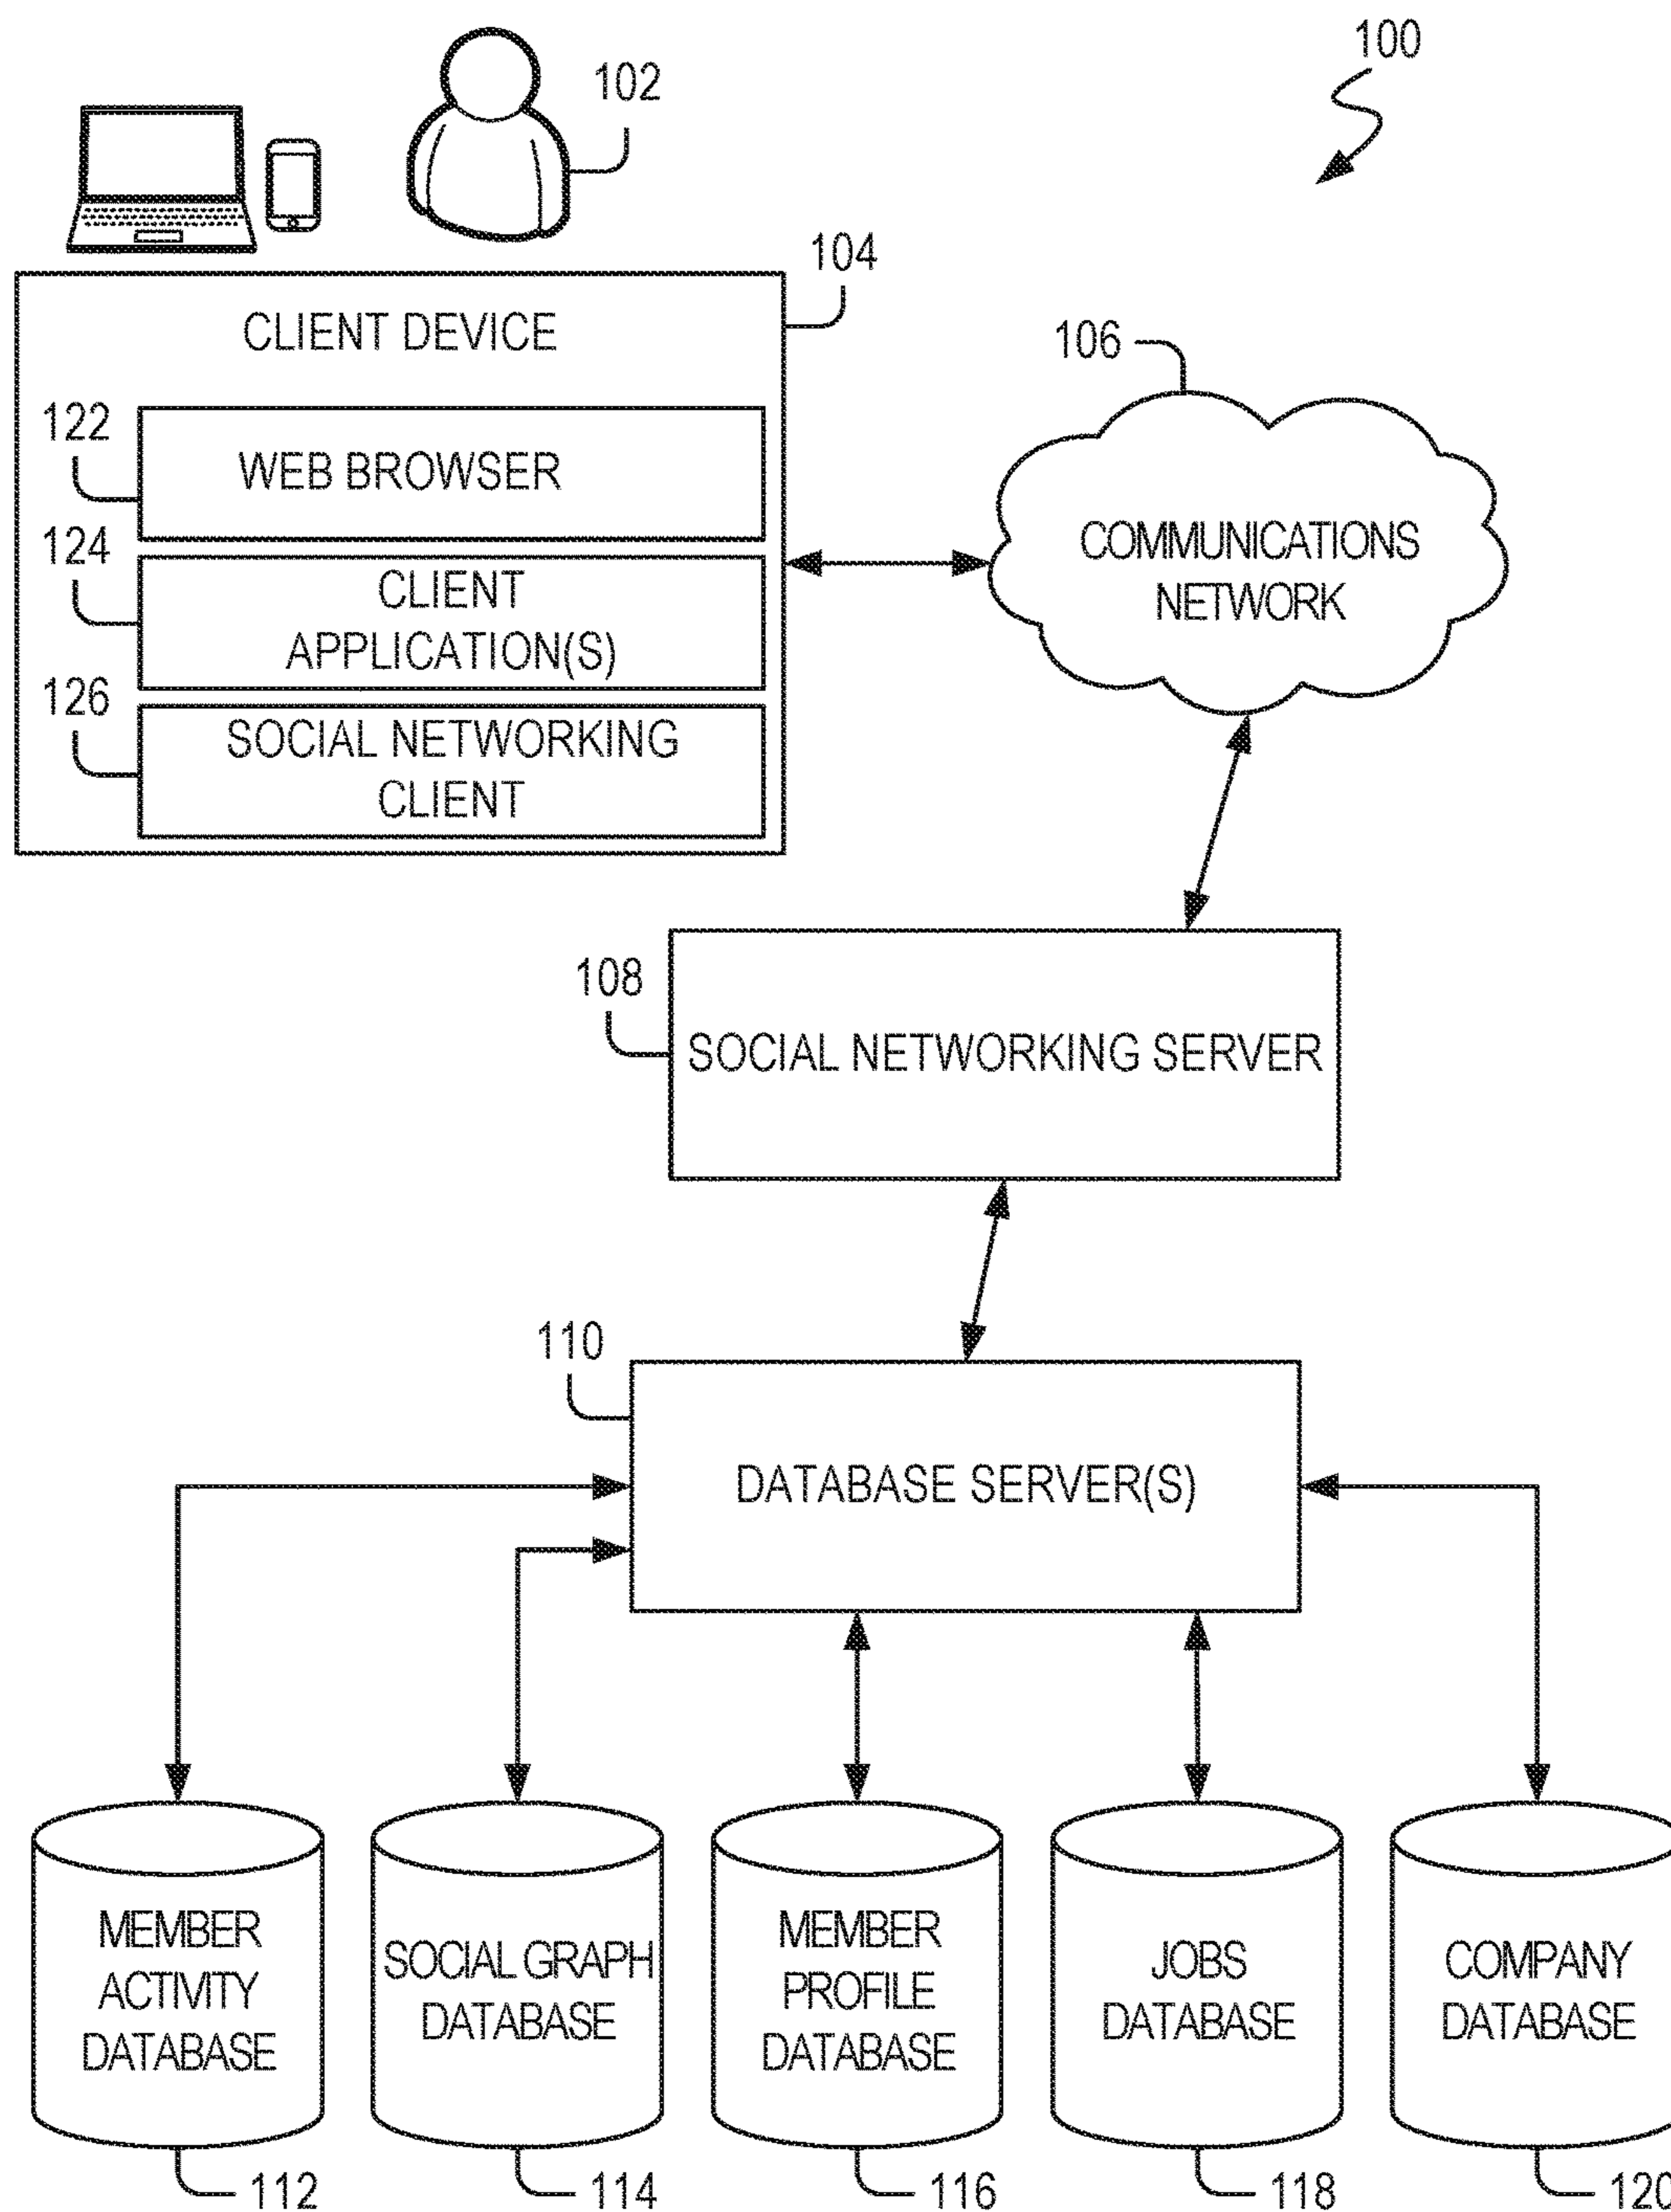 100
102
104
CLIENT DEVICE
106
122
WEB BROWSER
124
CLIENT
APPLICATION(S)
126
SOCIAL NETWORKING
CLIENT
COMMUNICATIONS
NETWORK
108
SOCIAL NETWORKING SERVER
110
DATABASE SERVER(S)
MEMBER
ACTIVITY
DATABASE
SOCIAL GRAPH
DATABASE
MEMBER
PROFILE
DATABASE
JOBS
DATABASE
COMPANY
DATABASE
112
114
116
118
120